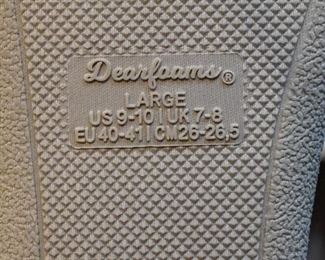 Dearfoams®
LARGE
US 9-10 | UK 7-8
EU 40-41 | CM 26-26,5